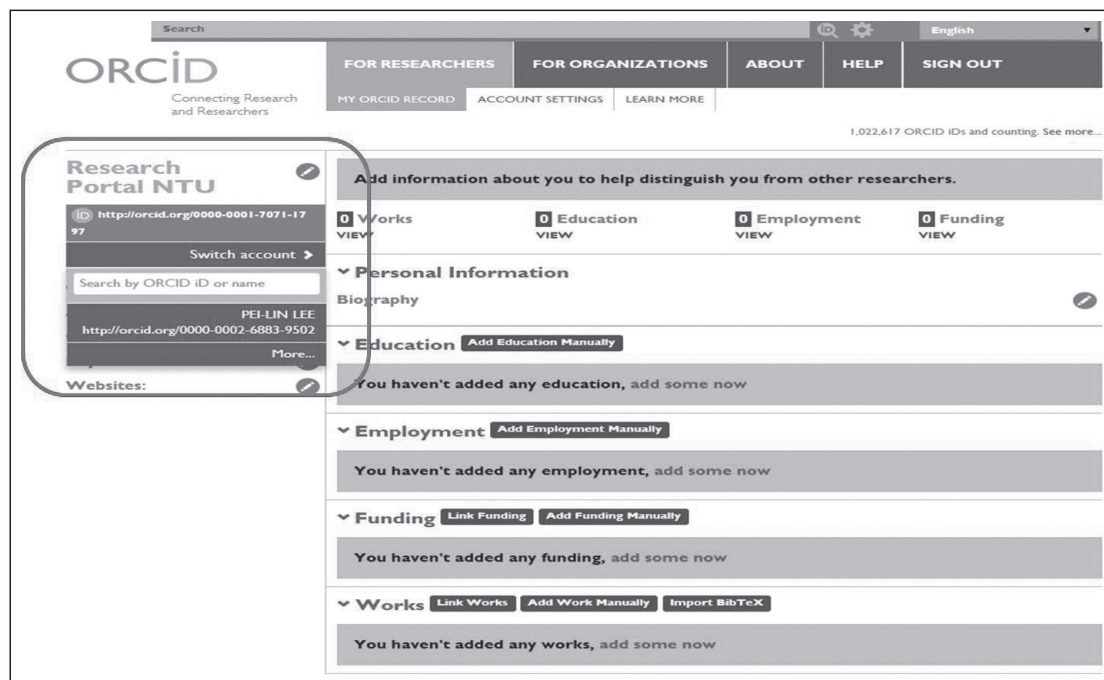 Search
English
ORCID
Connecting Research
and Researchers
FOR RESEARCHERS FOR ORGANIZATIONS ABOUT HELP SIGN OUT
MY ORCID RECORD ACCOUNT SETTINGS LEARN MORE
1,022,617 ORCID iDs and counting. See more...
Research
Portal NTU
iD http://orcid.org/0000-0001-7071-17
97
Switch account
Search by ORCID iD or name
PEI-LIN LEE
http://orcid.org/0000-0002-6883-9502
More...
Websites:
Add information about you to help distinguish you from other researchers.
0 Works 0 Education 0 Employment 0 Funding
VIEW VIEW VIEW VIEW
Personal Information
Biography
Education Add Education Manually
You haven't added any education, add some now
Employment Add Employment Manually
You haven't added any employment, add some now
Funding Link Funding Add Funding Manually
You haven't added any funding, add some now
Works Link Works Add Work Manually Import BibTeX
You haven't added any works, add some now